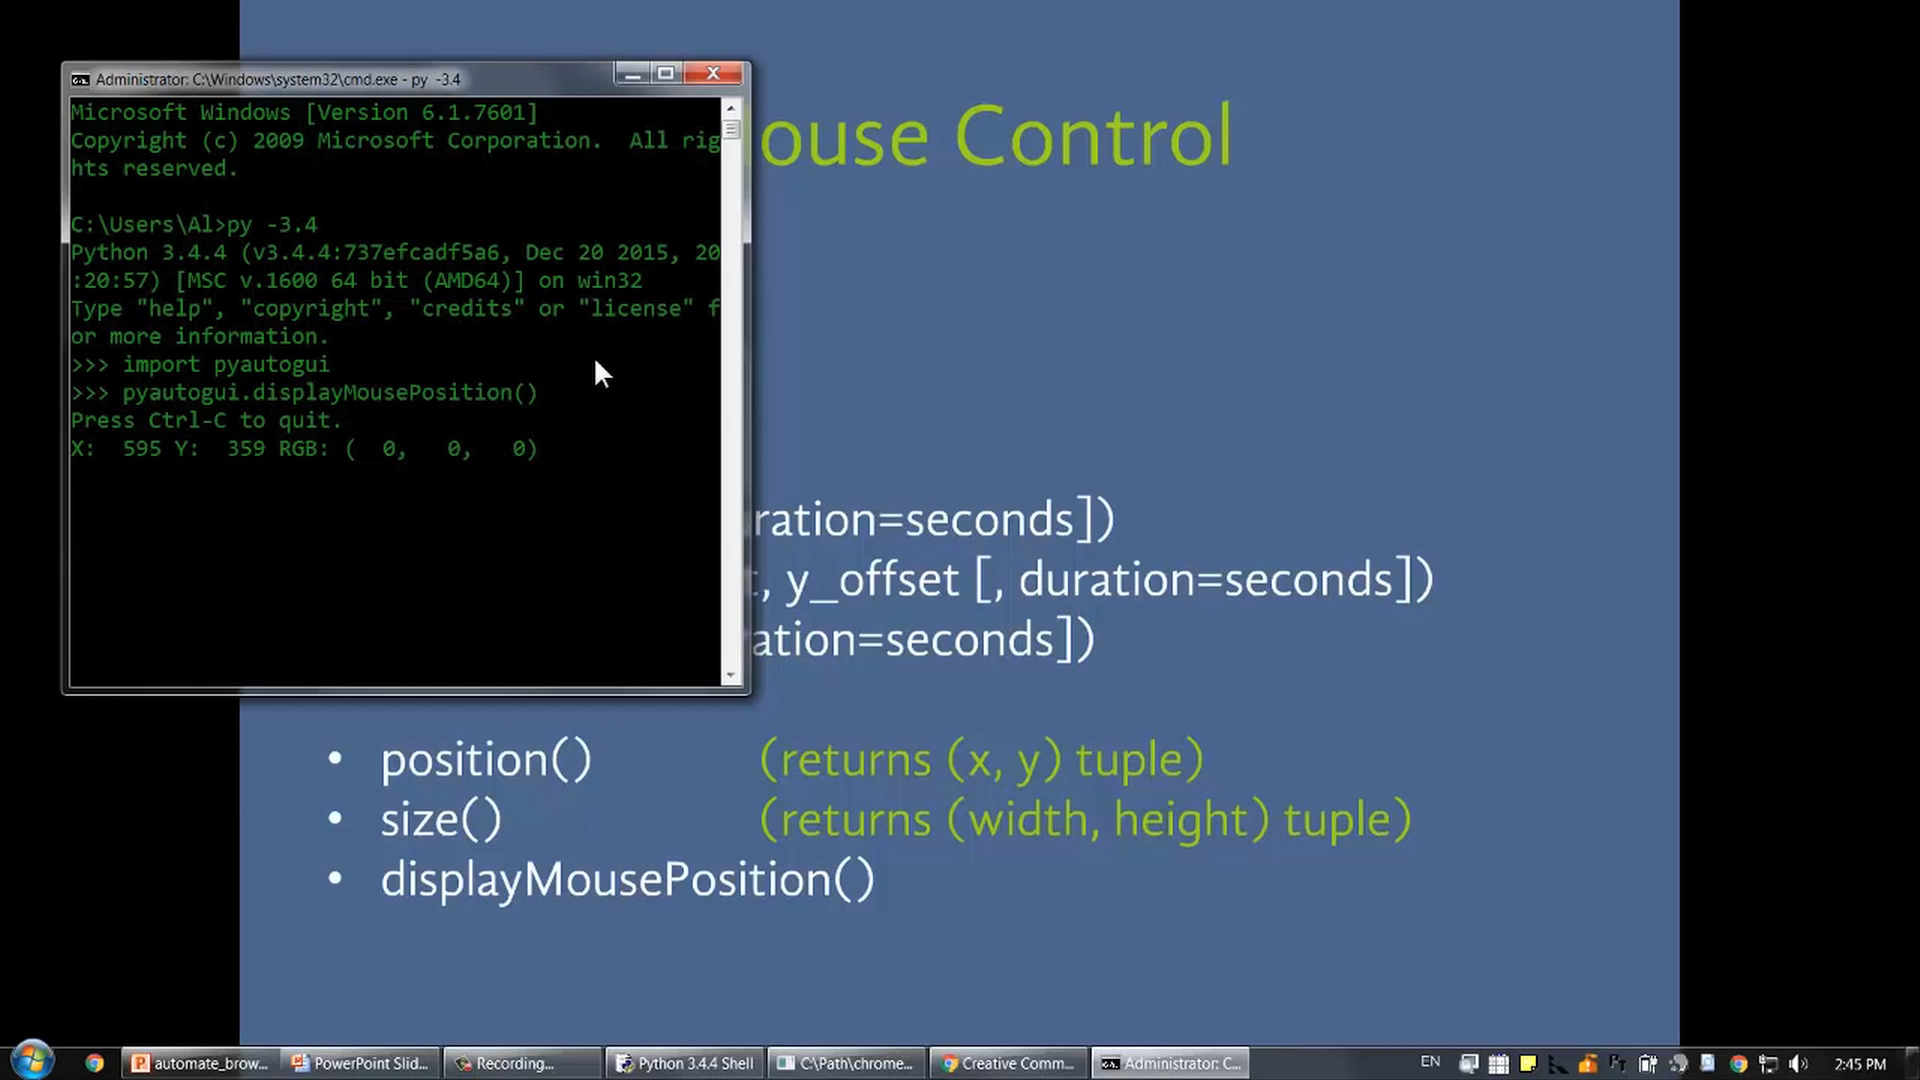 Administrator: C:\Windows\system32\cmd.exe - py -3.4
Microsoft Windows [Version 6.1.7601]
Copyright (c) 2009 Microsoft Corporation. All rig
hts reserved.
C:\Users\Al>py -3.4
Python 3.4.4 (v3.4.4:737efcadf5a6, Dec 20 2015, 20
:20:57) [MSC v.1600 64 bit (AMD64)] on win32
Type "help", "copyright", "credits" or "license" f
or more information.
>>> import pyautogui
>>> pyautogui.displayMousePosition()
Press Ctrl-C to quit.
X: 595 Y: 359 RGB: ( 0, 0, 0)
ouse Control
ration=seconds])
, y_offset [, duration=seconds])
ation=seconds])
• position() (returns (x, y) tuple)
• size() (returns (width, height) tuple)
• displayMousePosition()
automate_brow... PowerPoint Slid... Recording... Python 3.4.4 Shell C:\Path\chrome... Creative Comm... Administrator: C... EN 2:45 PM